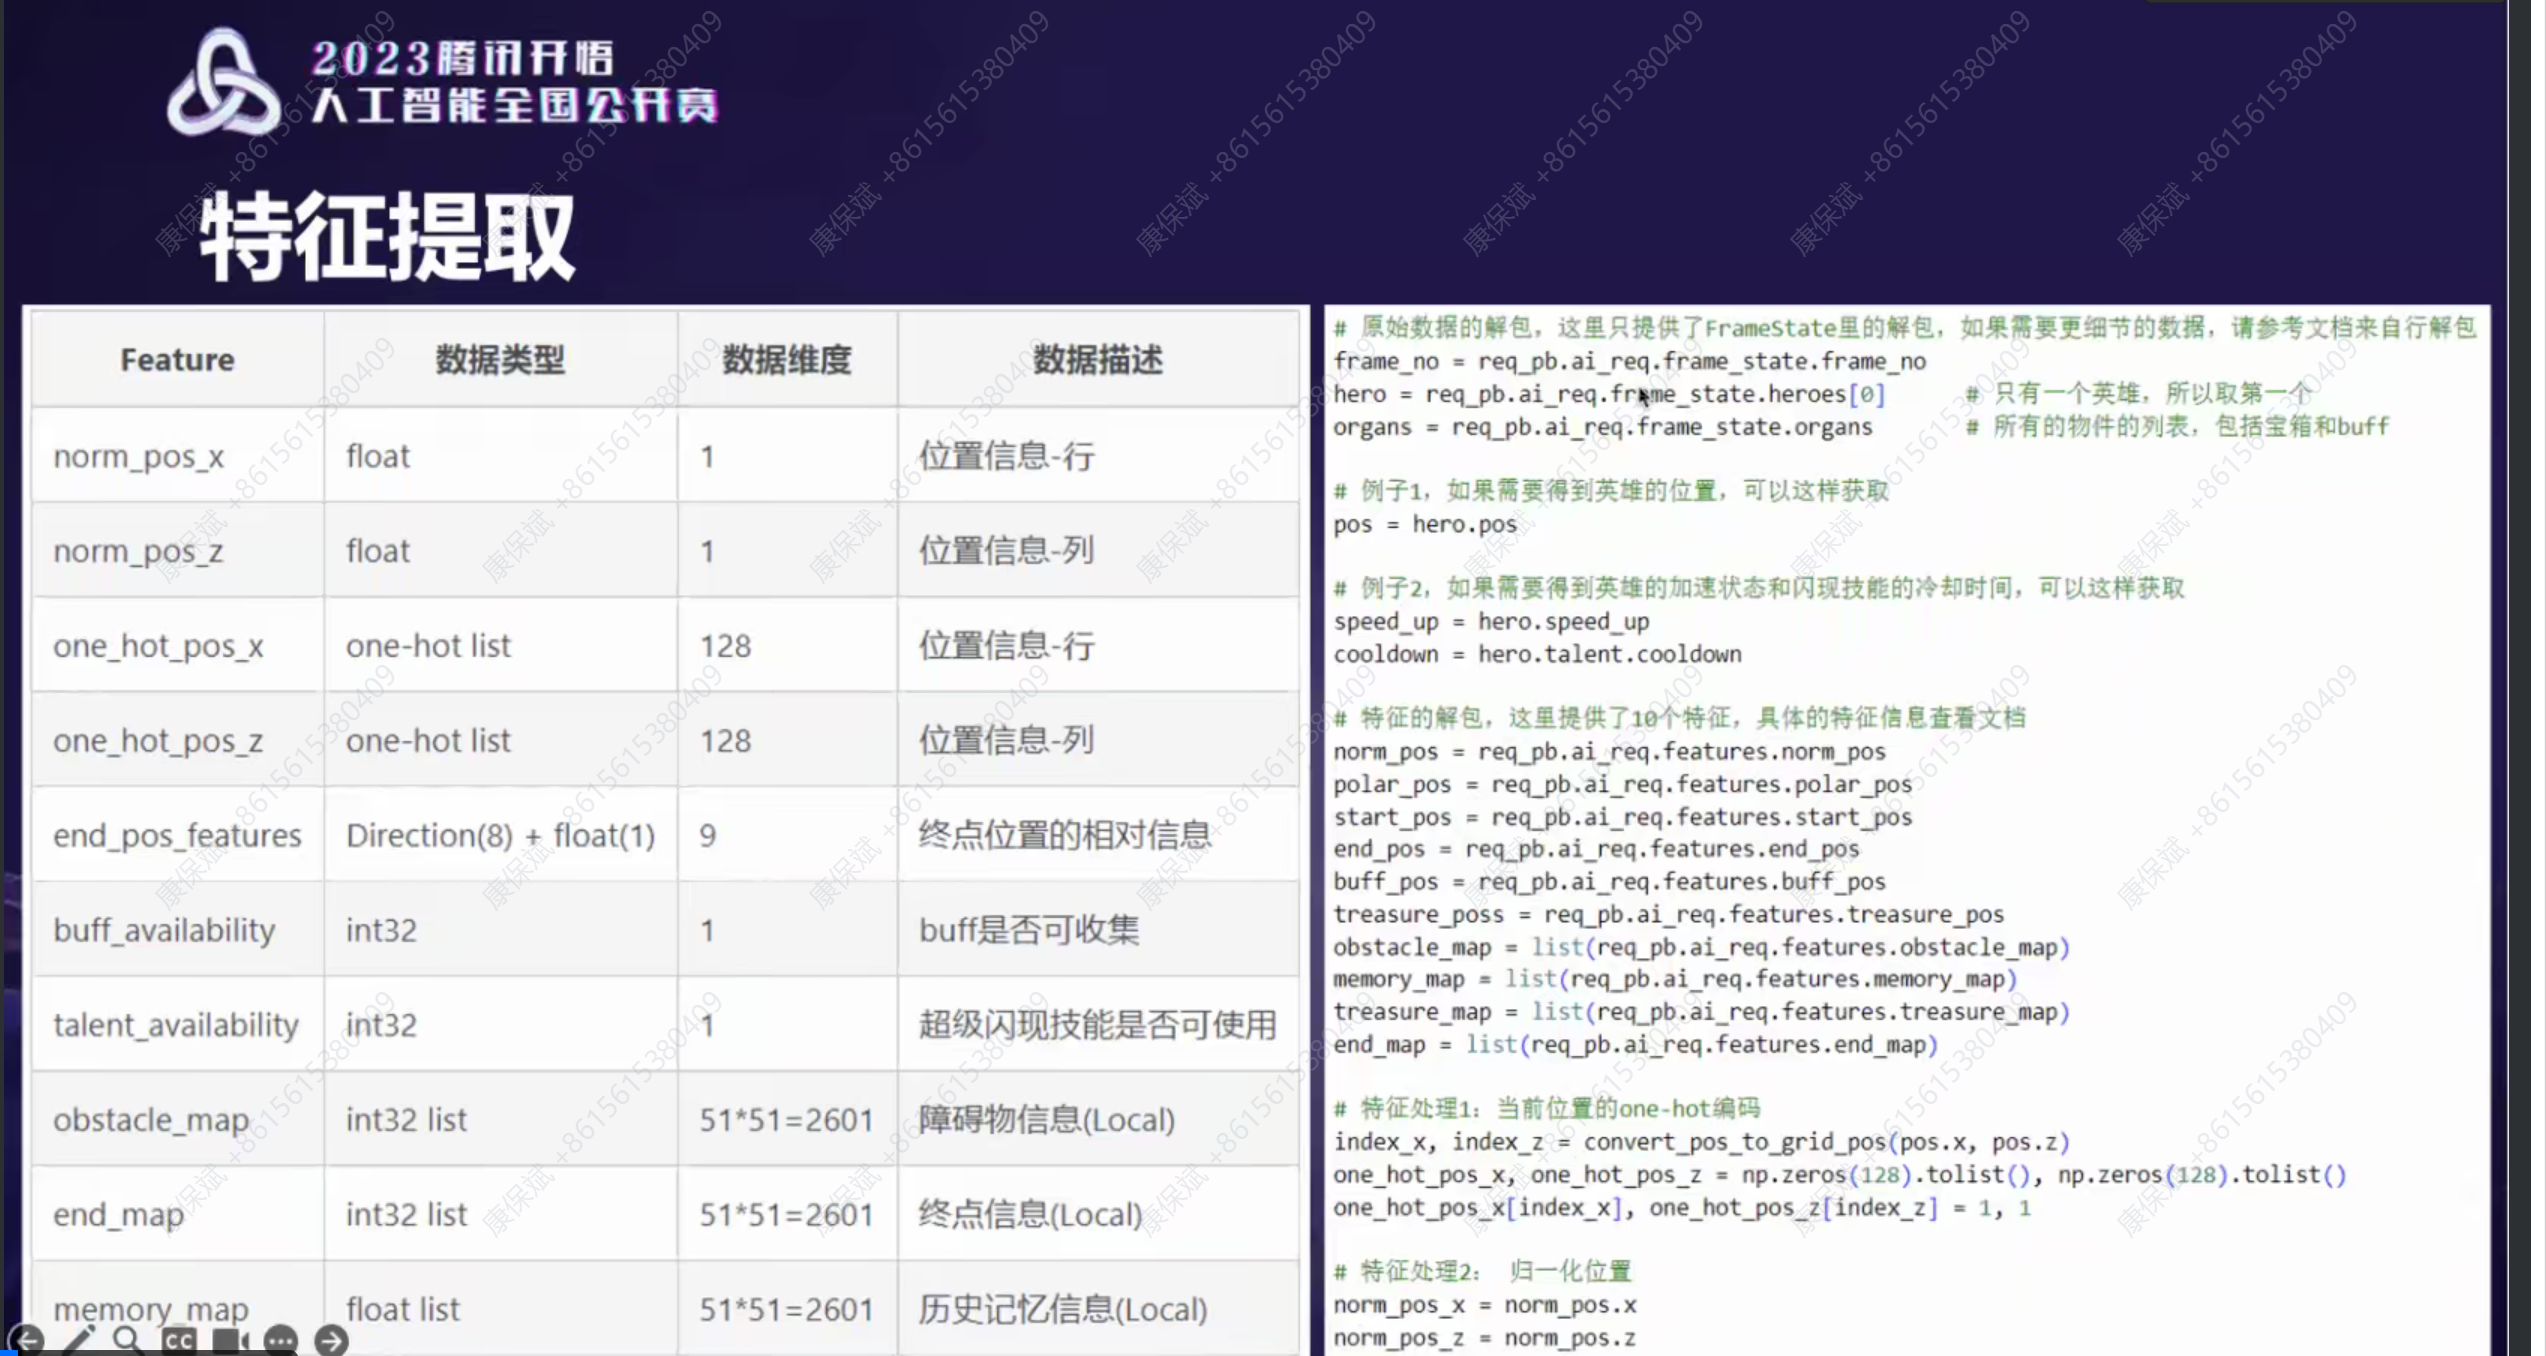 2023腾讯开悟
人工智能全国公开赛
特征提取
Feature 数据类型 数据维度 数据描述
norm_pos_x float 1 位置信息-行
norm_pos_z float 1 位置信息-列
one_hot_pos_x one-hot list 128 位置信息-行
one_hot_pos_z one-hot list 128 位置信息-列
end_pos_features Direction(8) + float(1) 9 终点位置的相对信息
buff_availability int32 1 buff是否可收集
talent_availability int32 1 超级闪现技能是否可使用
obstacle_map int32 list 51*51=2601 障碍物信息(Local)
end_map int32 list 51*51=2601 终点信息(Local)
memory_map float list 51*51=2601 历史记忆信息(Local)
# 原始数据的解包，这里只提供了FrameState里的解包，如果需要更细节的数据，请参考文档来自行解包
frame_no = req_pb.ai_req.frame_state.frame_no
hero = req_pb.ai_req.frame_state.heroes[0] # 只有一个英雄，所以取第一个
organs = req_pb.ai_req.frame_state.organs # 所有的物件的列表，包括宝箱和buff
# 例子1，如果需要得到英雄的位置，可以这样获取
pos = hero.pos
# 例子2，如果需要得到英雄的加速状态和闪现技能的冷却时间，可以这样获取
speed_up = hero.speed_up
cooldown = hero.talent.cooldown
# 特征的解包，这里提供了10个特征，具体的特征信息查看文档
norm_pos = req_pb.ai_req.features.norm_pos
polar_pos = req_pb.ai_req.features.polar_pos
start_pos = req_pb.ai_req.features.start_pos
end_pos = req_pb.ai_req.features.end_pos
buff_pos = req_pb.ai_req.features.buff_pos
treasure_poss = req_pb.ai_req.features.treasure_pos
obstacle_map = list(req_pb.ai_req.features.obstacle_map)
memory_map = list(req_pb.ai_req.features.memory_map)
treasure_map = list(req_pb.ai_req.features.treasure_map)
end_map = list(req_pb.ai_req.features.end_map)
# 特征处理1：当前位置的one-hot编码
index_x, index_z = convert_pos_to_grid_pos(pos.x, pos.z)
one_hot_pos_x, one_hot_pos_z = np.zeros(128).tolist(), np.zeros(128).tolist()
one_hot_pos_x[index_x], one_hot_pos_z[index_z] = 1, 1
# 特征处理2： 归一化位置
norm_pos_x = norm_pos.x
norm_pos_z = norm_pos.z
CC
康保斌 +8615615380409